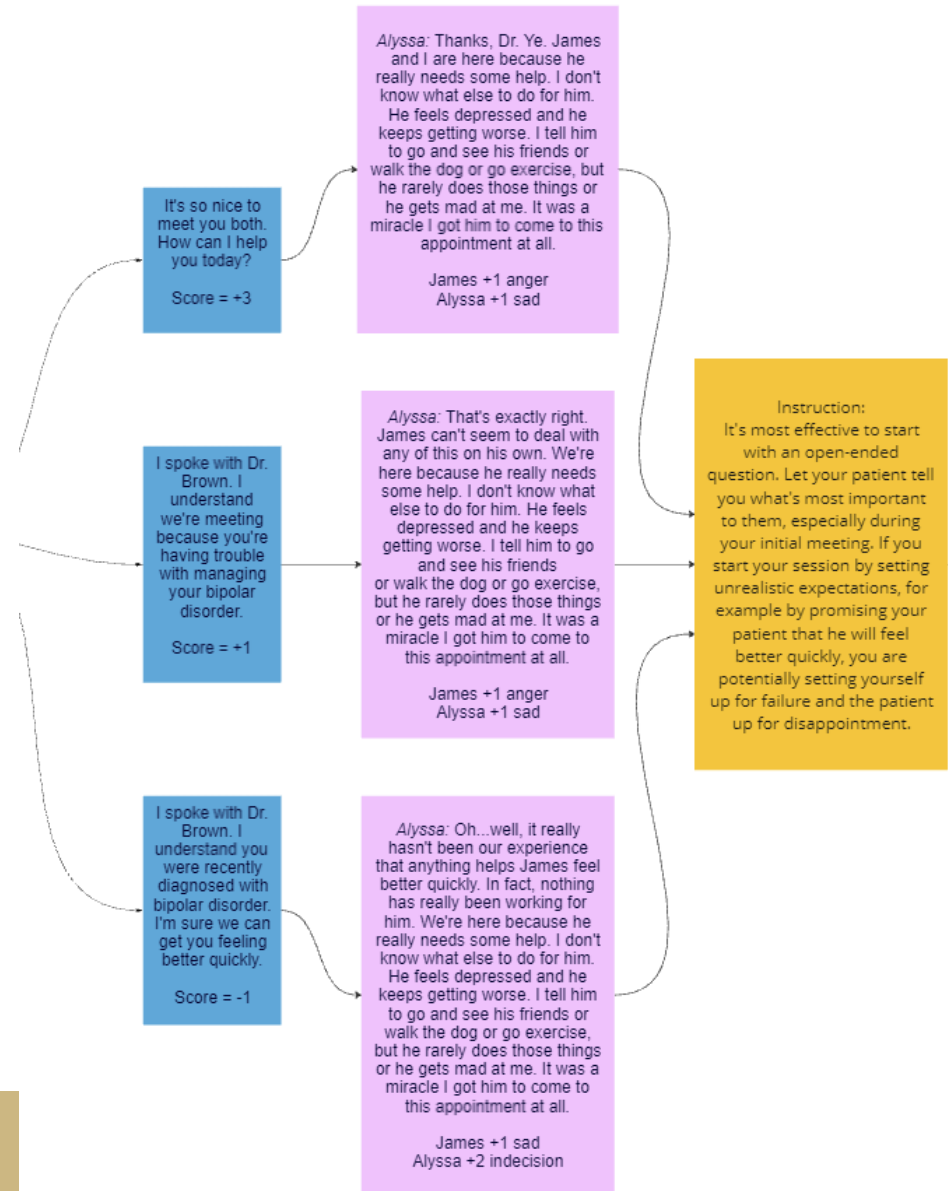 It's so nice to
meet you both.
How can I help
you today?
Score = +3
Alyssa: Thanks, Dr. Ye. James
and I are here because he
really needs some help. I don't
know what else to do for him.
He feels depressed and he
keeps getting worse. I tell him
to go and see his friends or
walk the dog or go exercise, but
he rarely does those things or
he gets mad at me. It was a
miracle I got him to come to this
appointment at all.
James +1 anger
Alyssa +1 sad
I spoke with Dr.
Brown. I
understand
we're meeting
because you're
having trouble
with managing
your bipolar
disorder.
Score = +1
Alyssa: That's exactly right.
James can't seem to deal with
any of this on his own. We're
here because he really needs
some help. I don't know what
else to do for him. He feels
depressed and he keeps
getting worse. I tell him to go
and see his friends
or walk the dog or go exercise,
but he rarely does those things
or he gets mad at me. It was a
miracle I got him to come to
this appointment at all.
James +1 anger
Alyssa +1 sad
I spoke with Dr.
Brown. I
understand you
were recently
diagnosed with
bipolar disorder.
I'm sure we can
get you feeling
better quickly.
Score = -1
Alyssa: Oh...well, it really
hasn't been our experience
that anything helps James feel
better quickly. In fact, nothing
has really been working for
him. We're here because he
really needs some help. I don't
know what else to do for him.
He feels depressed and he
keeps getting worse. I tell him
to go and see his friends or
walk the dog or go exercise,
but he rarely does those things
or he gets mad at me. It was a
miracle I got him to come to
this appointment at all.
James +1 sad
Alyssa +2 indecision
Instruction:
It's most effective to start
with an open-ended
question. Let your patient tell
you what's most important
to them, especially during
your initial meeting. If you
start your session by setting
unrealistic expectations, for
example by promising your
patient that he will feel
better quickly, you are
potentially setting yourself
up for failure and the patient
up for disappointment.